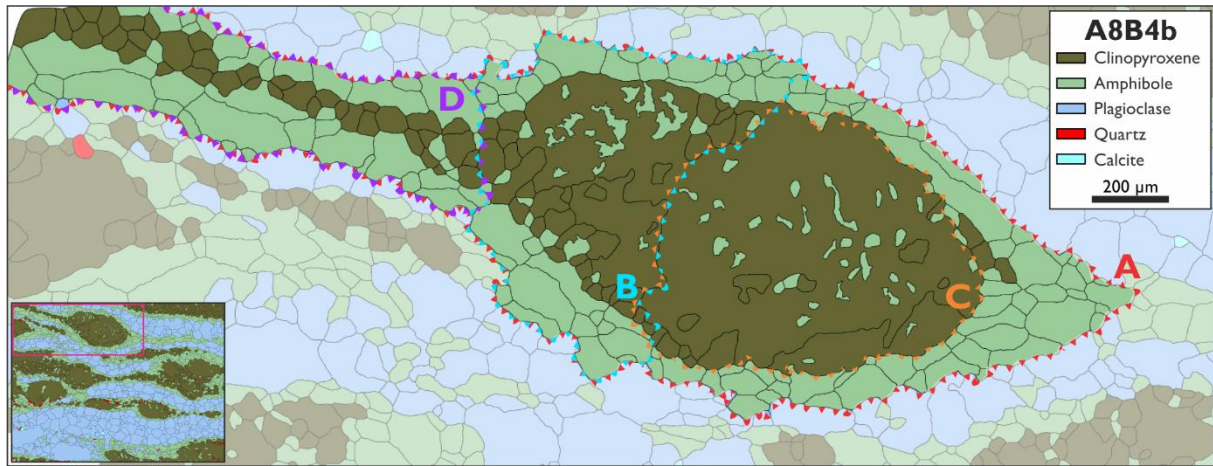 A8B4b
Clinopyroxene
Amphibole
Plagioclase
Quartz
Calcite
200 µm
D
B
C
A